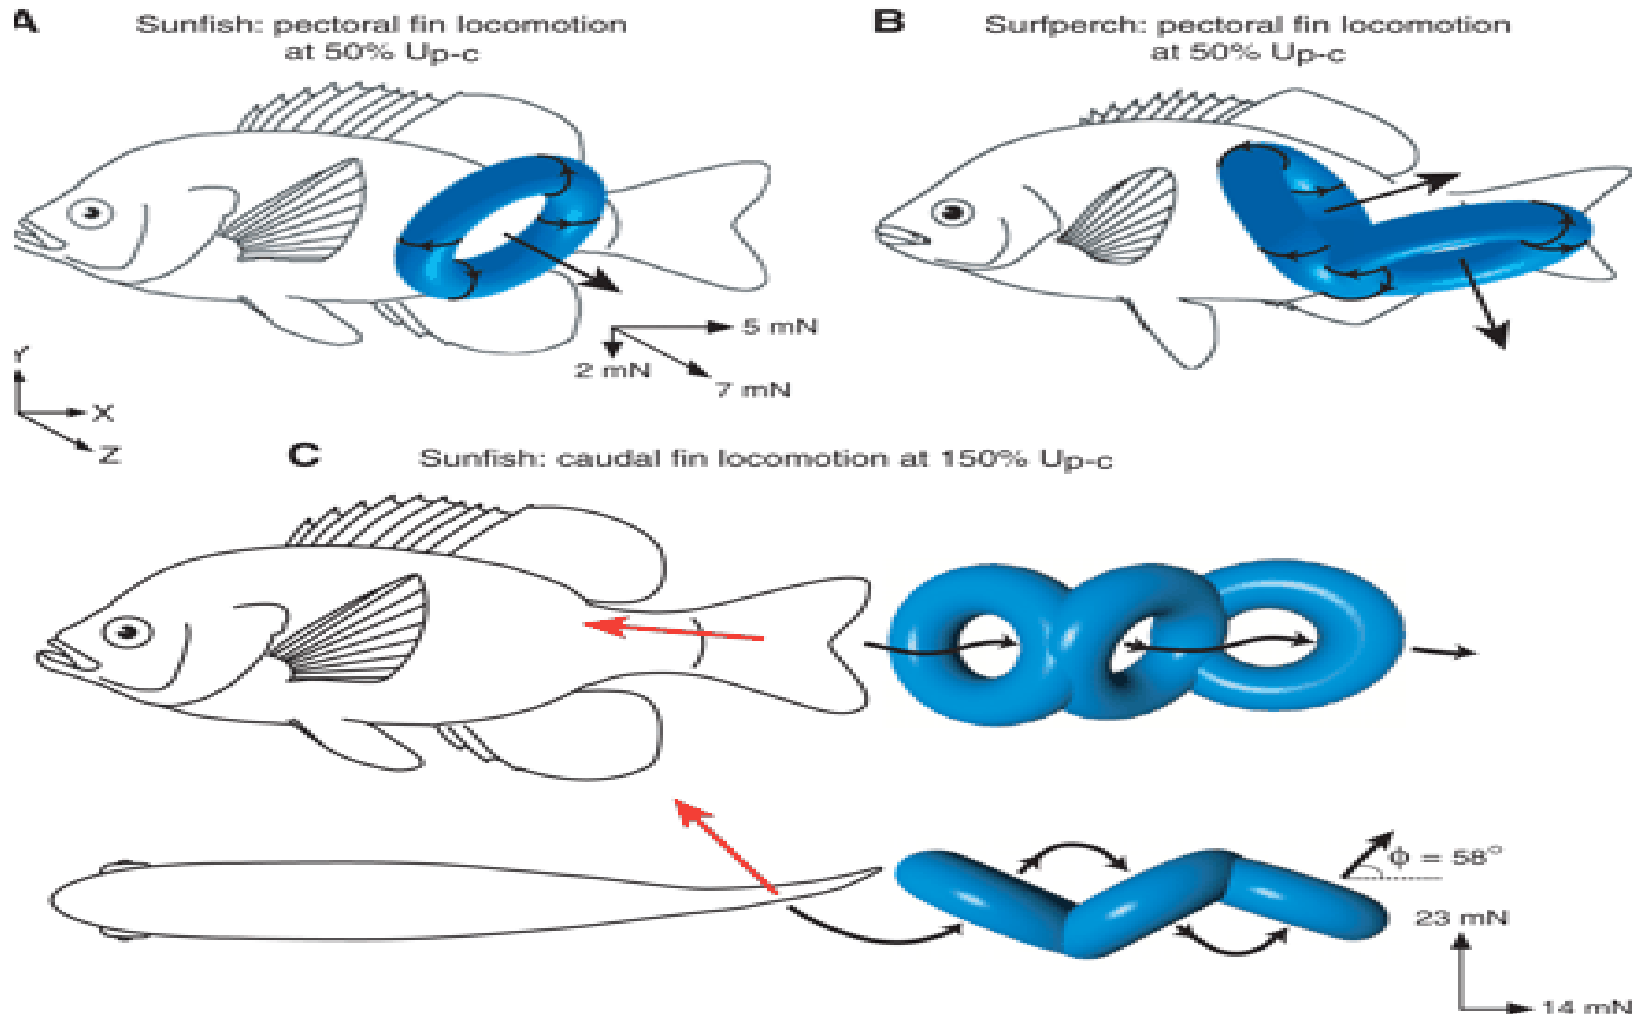 A
Sunfish: pectoral fin locomotion
at 50% Up-c
B
Surfperch: pectoral fin locomotion
at 50% Up-c
5 mN
2 mN
7 mN
Y
X
Z
C
Sunfish: caudal fin locomotion at 150% Up-c
ϕ = 58°
23 mN
14 mN